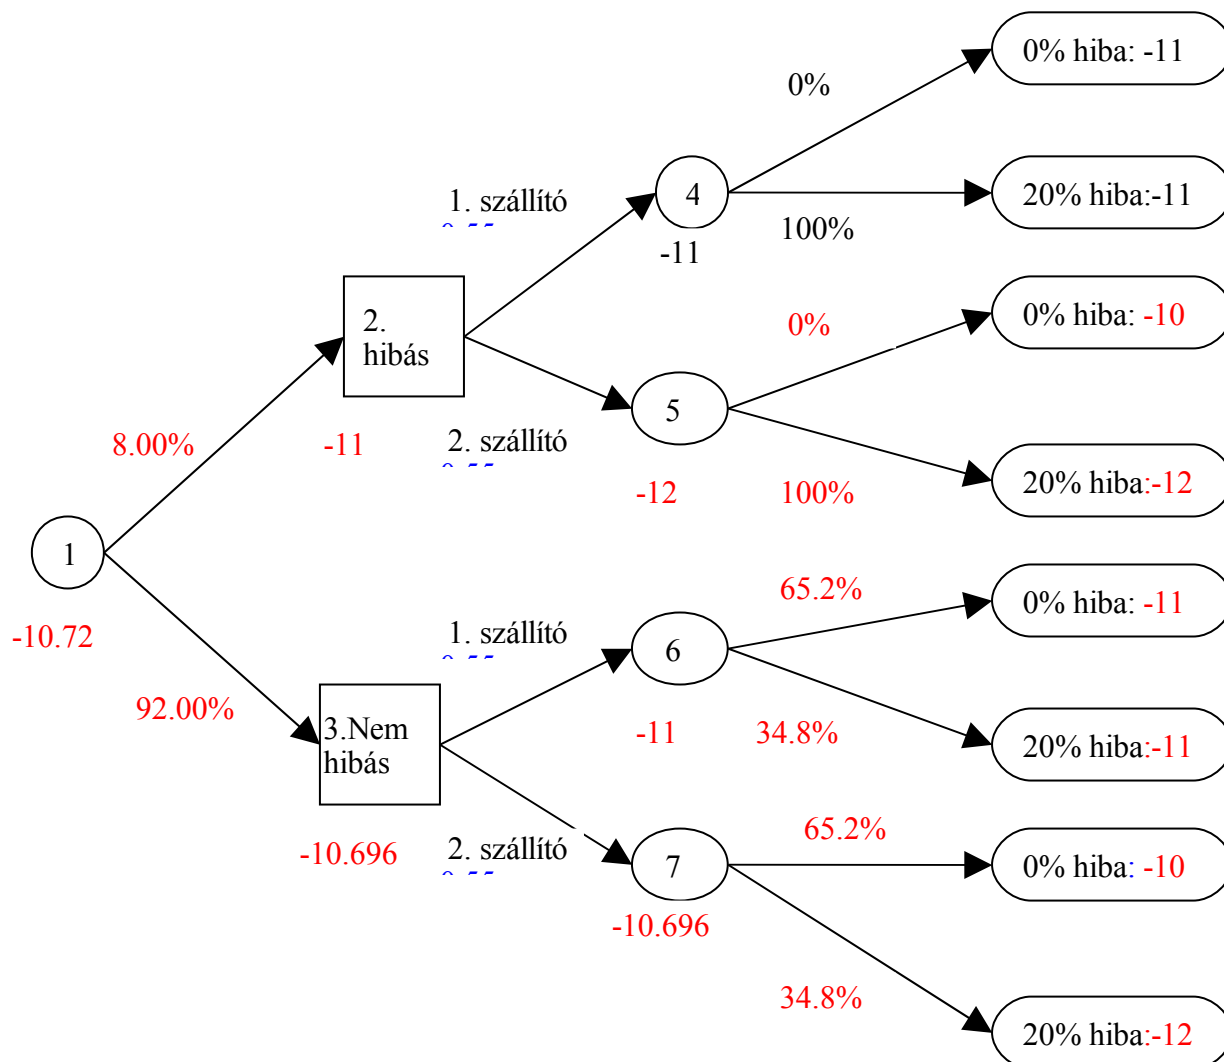 0% hiba: -11
0%
1. szállító
4
20% hiba:-11
100%
-11
2.
hibás
0%
0% hiba: -10
5
8.00%
-11
2. szállító
-12
100%
20% hiba:-12
1
65.2%
0% hiba: -11
-10.72
1. szállító
6
92.00%
3.Nem
hibás
-11
34.8%
20% hiba:-11
65.2%
-10.696
2. szállító
7
0% hiba: -10
-10.696
34.8%
20% hiba:-12